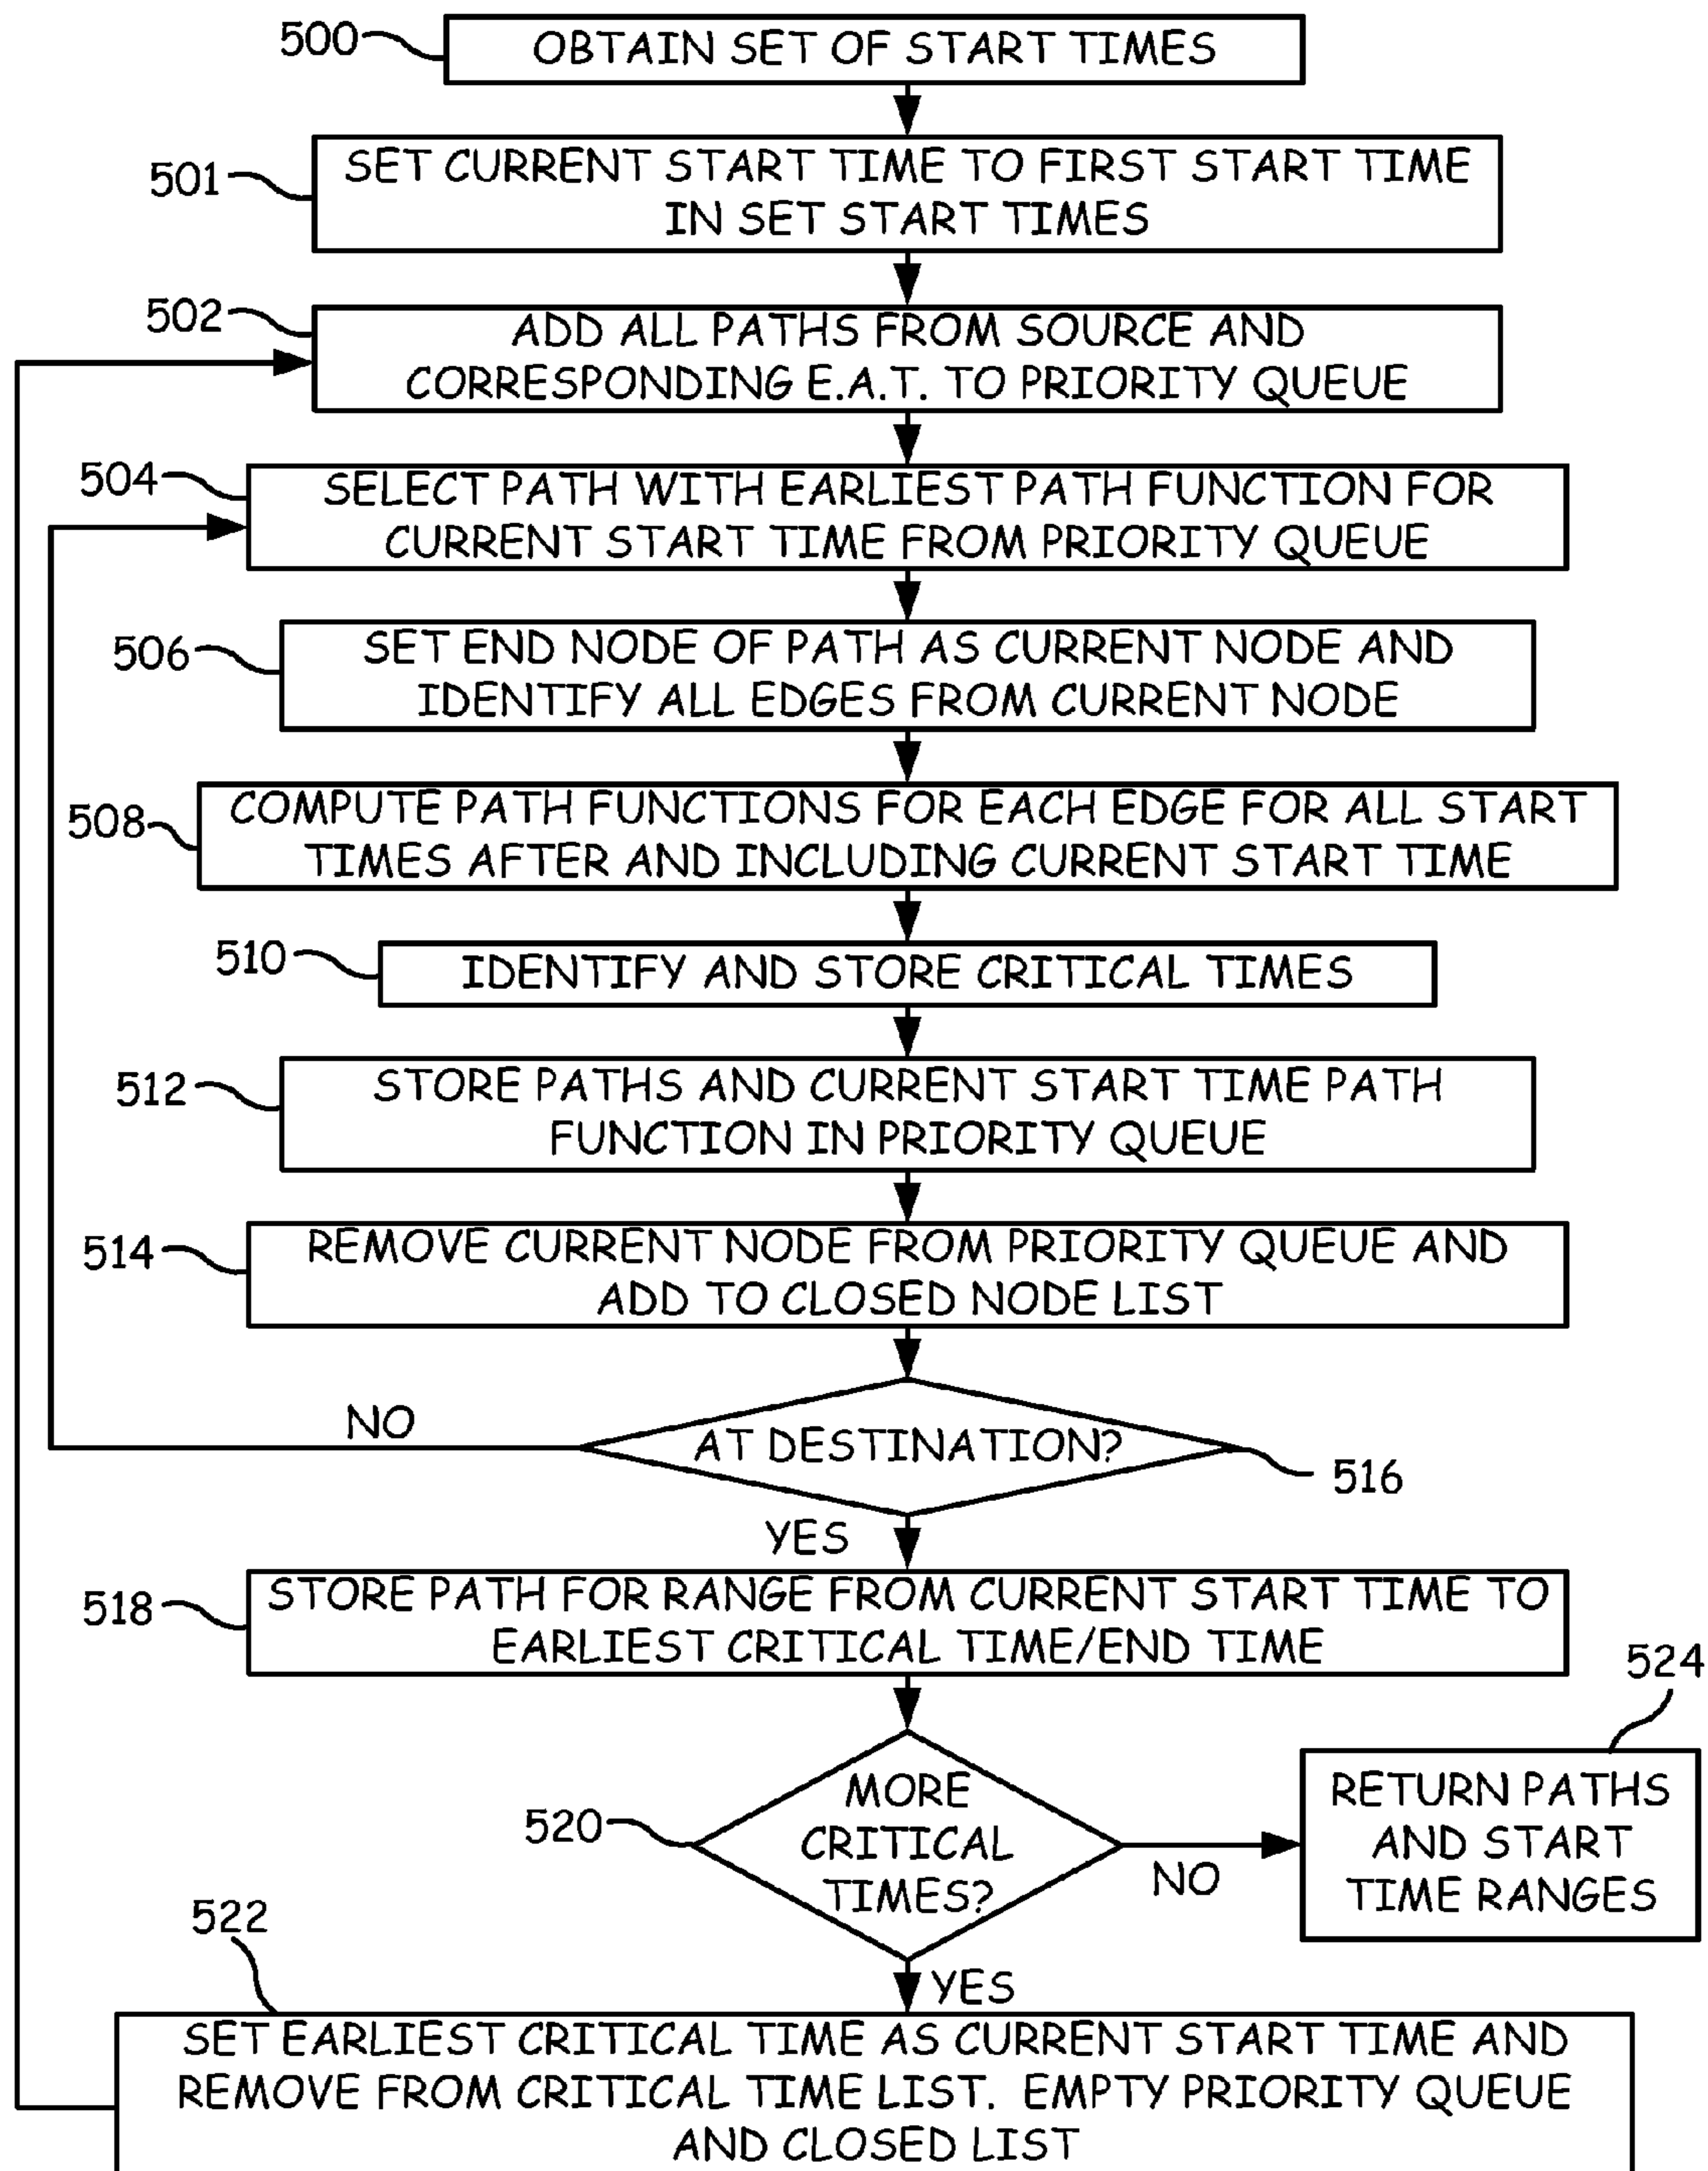 500
OBTAIN SET OF START TIMES
501
SET CURRENT START TIME TO FIRST START TIME
IN SET START TIMES
502
ADD ALL PATHS FROM SOURCE AND
CORRESPONDING E.A.T. TO PRIORITY QUEUE
504
SELECT PATH WITH EARLIEST PATH FUNCTION FOR
CURRENT START TIME FROM PRIORITY QUEUE
506
SET END NODE OF PATH AS CURRENT NODE AND
IDENTIFY ALL EDGES FROM CURRENT NODE
508
COMPUTE PATH FUNCTIONS FOR EACH EDGE FOR ALL START
TIMES AFTER AND INCLUDING CURRENT START TIME
510
IDENTIFY AND STORE CRITICAL TIMES
512
STORE PATHS AND CURRENT START TIME PATH
FUNCTION IN PRIORITY QUEUE
514
REMOVE CURRENT NODE FROM PRIORITY QUEUE AND
ADD TO CLOSED NODE LIST
NO
AT DESTINATION?
516
YES
518
STORE PATH FOR RANGE FROM CURRENT START TIME TO
EARLIEST CRITICAL TIME/END TIME
524
520
MORE
CRITICAL
TIMES?
NO
RETURN PATHS
AND START
TIME RANGES
522
YES
SET EARLIEST CRITICAL TIME AS CURRENT START TIME AND
REMOVE FROM CRITICAL TIME LIST. EMPTY PRIORITY QUEUE
AND CLOSED LIST